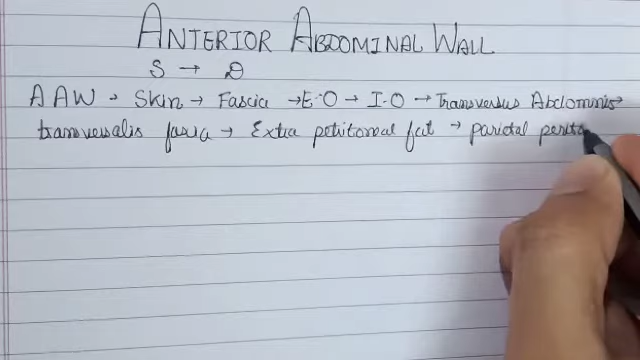 ANTERIOR ABDOMINAL WALL
S → D
AAW - Skin → Fascia → E.O → I.O → Transversus Abdominis →
transversalis fascia → Extra peritoneal fat → parietal perito